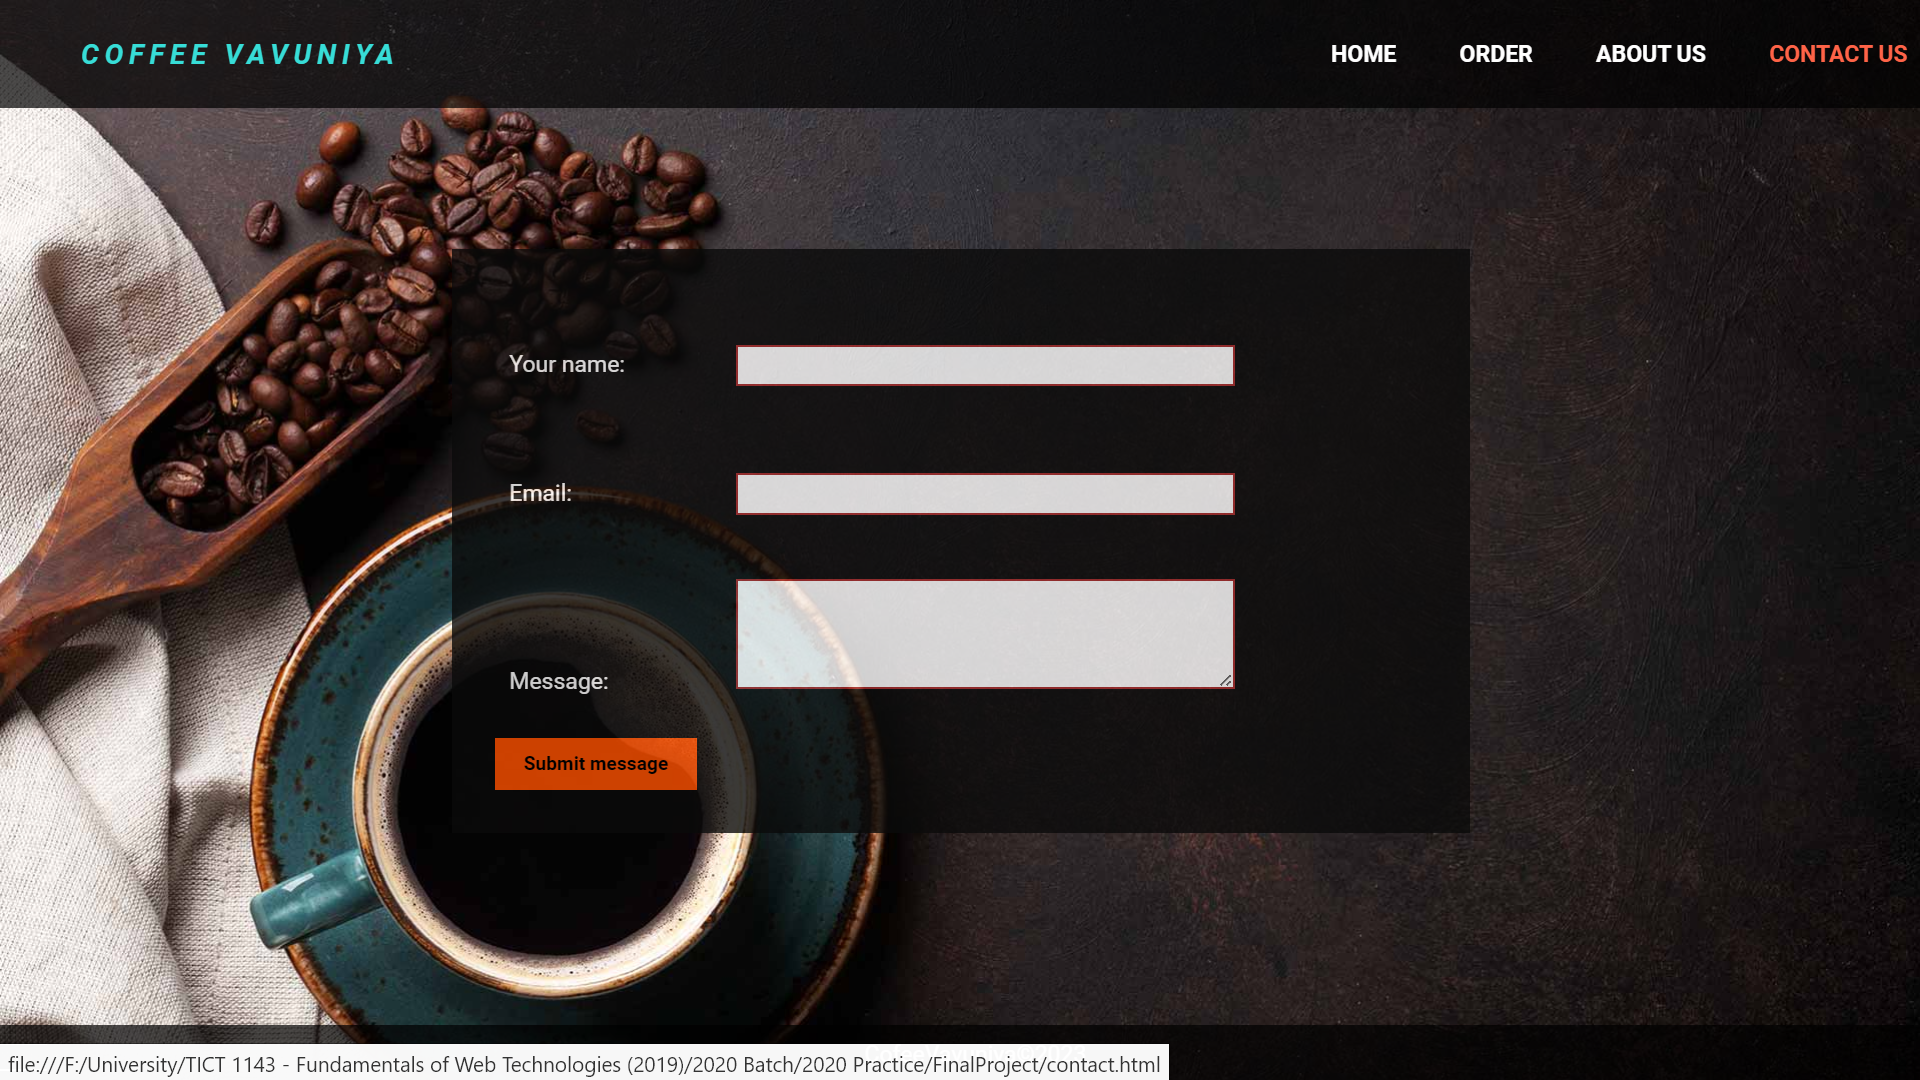 COFFEE VAVUNIYA
HOME ORDER ABOUT US CONTACT US
Your name:
Email:
Message:
Submit message
file:///F:/University/TICT 1143 - Fundamentals of Web Technologies (2019)/2020 Batch/2020 Practice/FinalProject/contact.html